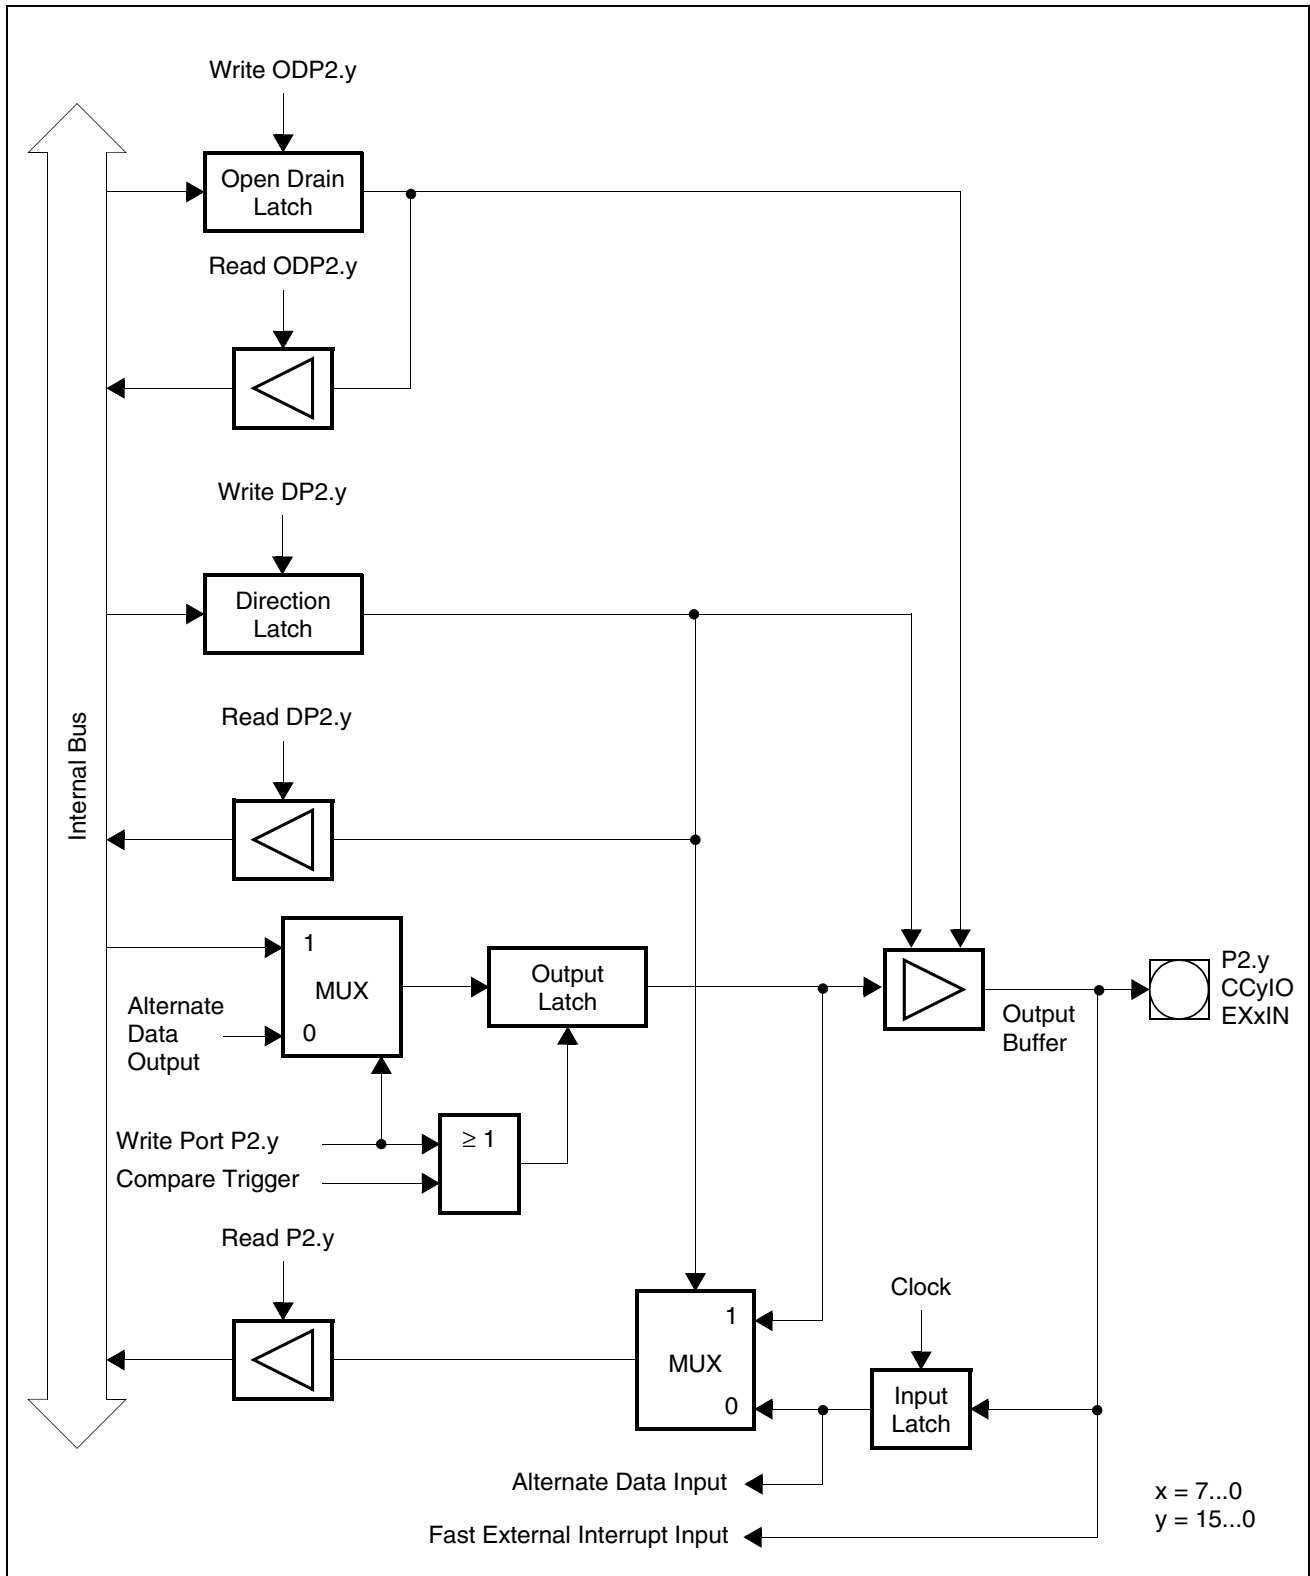 Write ODP2.y
Open Drain
Latch
Read ODP2.y
Write DP2.y
Direction
Latch
Read DP2.y
Internal Bus
1
MUX
0
Alternate
Data
Output
Output
Latch
Output
Buffer
P2.y
CCyIO
EXxIN
Write Port P2.y
Compare Trigger
≥ 1
Read P2.y
1
MUX
0
Clock
Input
Latch
Alternate Data Input
Fast External Interrupt Input
x = 7...0
y = 15...0